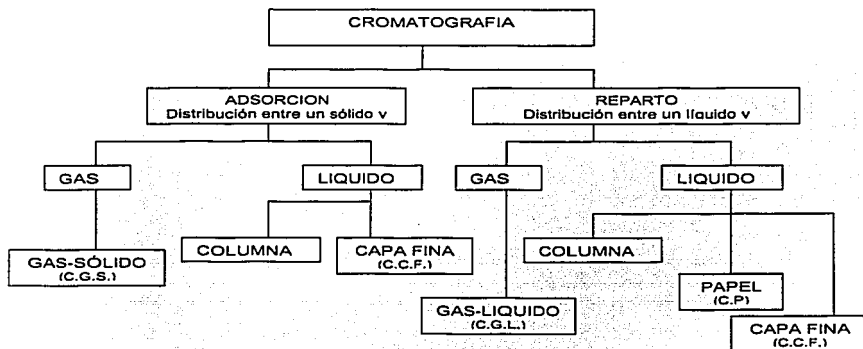 CROMATOGRAFIA
ADSORCION
Distribución entre un sólido y
REPARTO
Distribución entre un líquido y
GAS
LIQUIDO
GAS
LIQUIDO
GAS-SÓLIDO
(C.G.S.)
COLUMNA
CAPA FINA
(C.C.F.)
COLUMNA
GAS-LIQUIDO
(C.G.L.)
PAPEL
(C.P)
CAPA FINA
(C.C.F.)